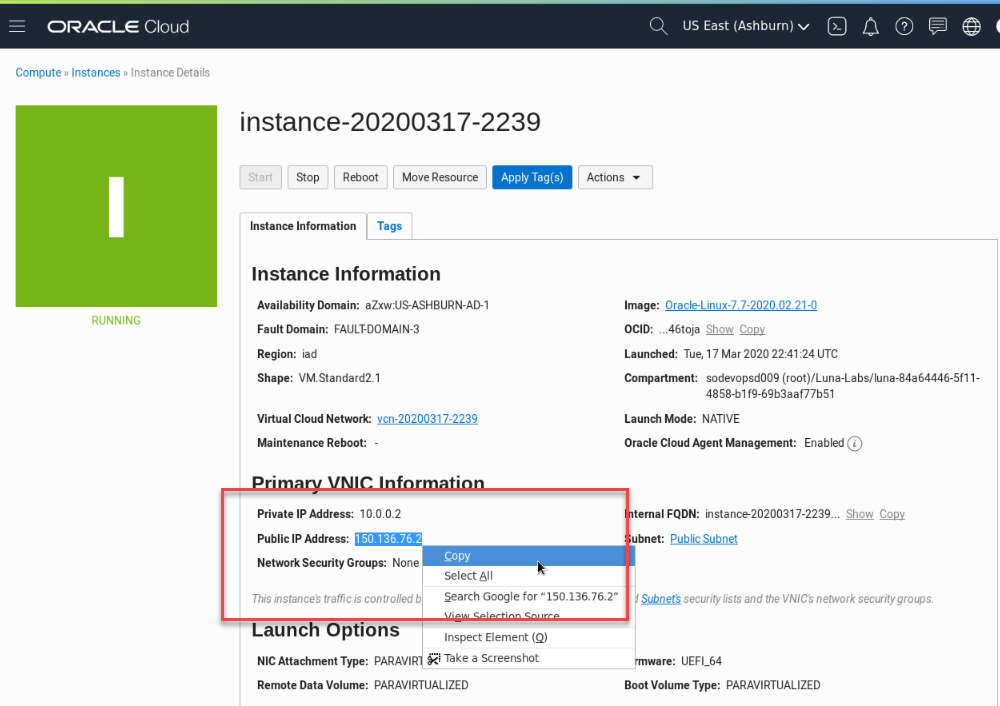 ORACLE Cloud US East (Ashburn)
Compute » Instances » Instance Details
I
RUNNING
instance-20200317-2239
Start Stop Reboot Move Resource Apply Tag(s) Actions
Instance Information Tags
Instance Information
Availability Domain: aZxw:US-ASHBURN-AD-1
Fault Domain: FAULT-DOMAIN-3
Region: iad
Shape: VM.Standard2.1
Virtual Cloud Network: vcn-20200317-2239
Maintenance Reboot: -
Image: Oracle-Linux-7.7-2020.02.21-0
OCID: ...46toja Show Copy
Launched: Tue, 17 Mar 2020 22:41:24 UTC
Compartment: sodevopsd009 (root)/Luna-Labs/luna-84a64446-5f11-
4858-b1f9-69b3aaf77b51
Launch Mode: NATIVE
Oracle Cloud Agent Management: Enabled
Primary VNIC Information
Private IP Address: 10.0.0.2
Public IP Address: 150.136.76.2
Network Security Groups: None
Internal FQDN: instance-20200317-2239... Show Copy
Subnet: Public Subnet
This instance's traffic is controlled b
Subnet's security lists and the VNIC's network security groups.
Copy
Select All
Search Google for “150.136.76.2”
View Selection Source
Inspect Element (Q)
Take a Screenshot
Launch Options
NIC Attachment Type: PARAVIRT
Remote Data Volume: PARAVIRTUALIZED
rmware: UEFI_64
Boot Volume Type: PARAVIRTUALIZED